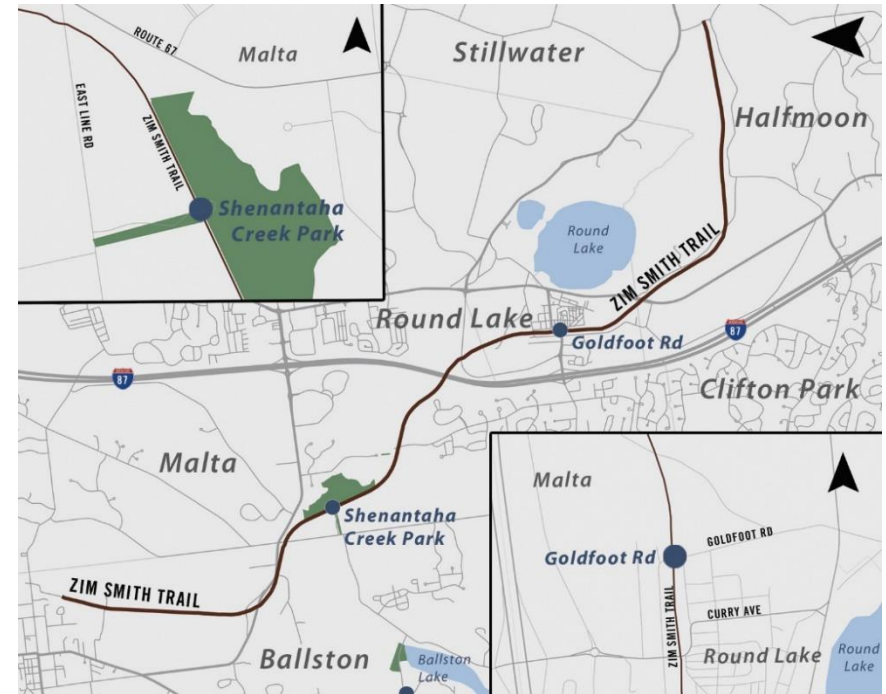 ROUTE 67
Malta
EAST LINE RD
ZIM SMITH TRAIL
Shenantaha
Creek Park
Stillwater
Halfmoon
Round
Lake
ZIM SMITH TRAIL
Round Lake
Goldfoot Rd
87
87
Clifton Park
Malta
Shenantaha
Creek Park
ZIM SMITH TRAIL
Ballston
Ballston
Lake
Malta
GOLDFOOT RD
Goldfoot Rd
ZIM SMITH TRAIL
CURRY AVE
Round Lake
Round
Lake